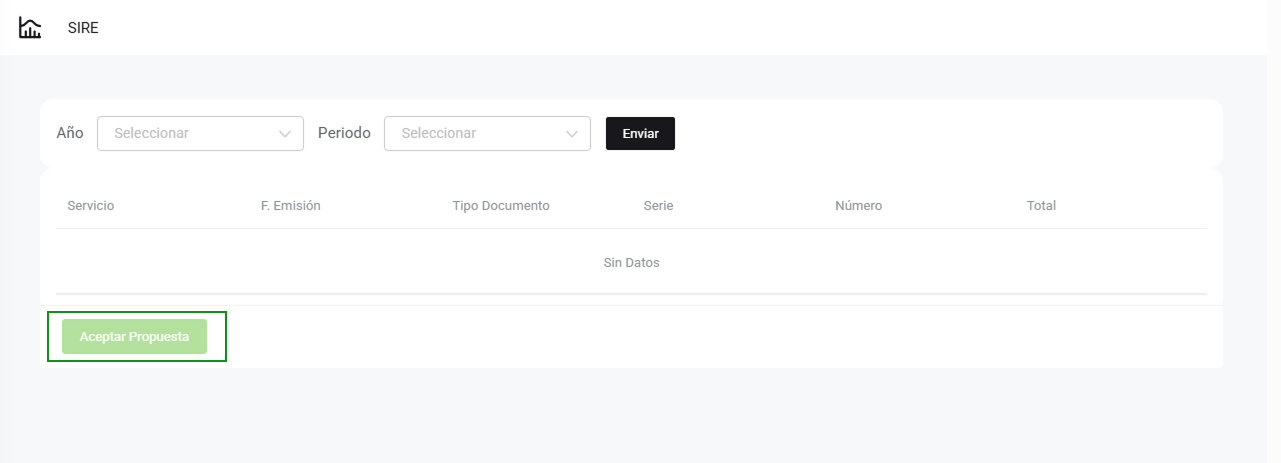 SIRE
Año Seleccionar Periodo Seleccionar Enviar
Servicio F. Emisión Tipo Documento Serie Número Total
Sin Datos
Aceptar Propuesta